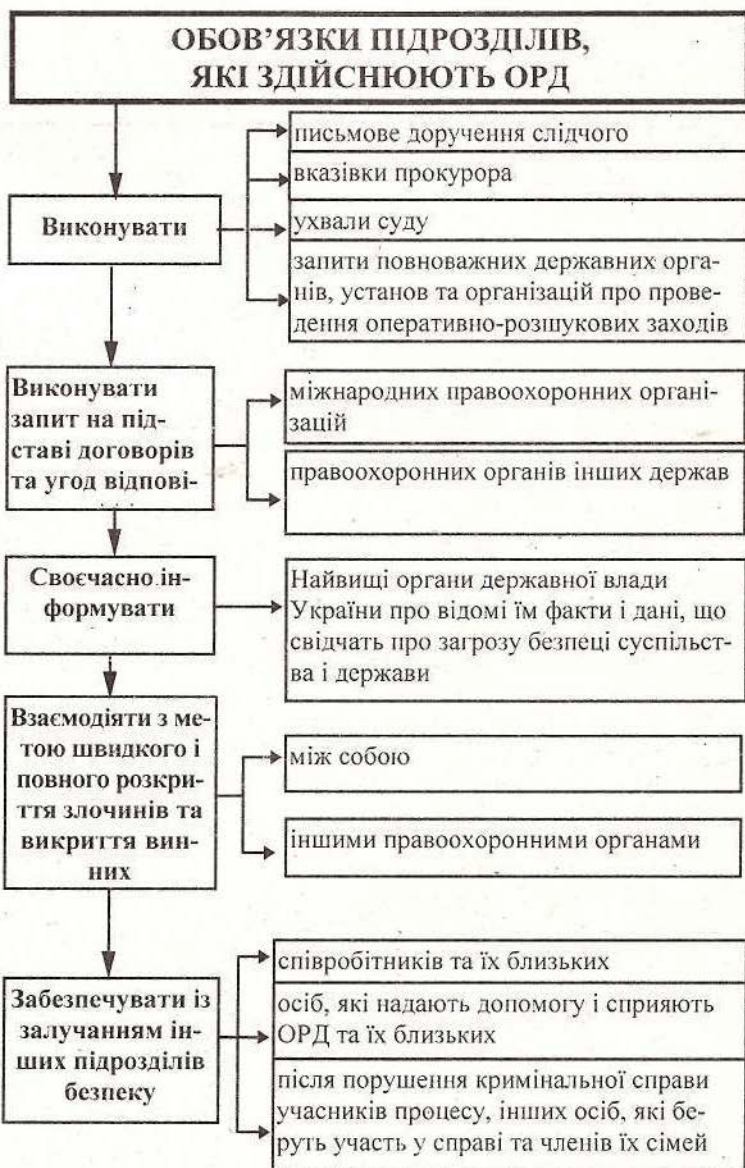 ОБОВ’ЯЗКИ ПІДРОЗДІЛІВ,
ЯКІ ЗДІЙСНЮЮТЬ ОРД
Виконувати
письмове доручення слідчого
вказівки прокурора
ухвали суду
запити повноважних державних орга-
нів, установ та організацій про прове-
дення оперативно-розшукових заходів
Виконувати
запит на під-
ставі договорів
та угод відпові-
міжнародних правоохоронних органі-
зацій
правоохоронних органів інших держав
Своєчасно ін-
формувати
Найвищі органи державної влади
України про відомі їм факти і дані, що
свідчать про загрозу безпеці суспільст-
ва і держави
Взаємодіяти з ме-
тою швидкого і
повного розкри-
ття злочинів та
викриття вин-
них
між собою
іншими правоохоронними органами
Забезпечувати із
залучанням ін-
ших підрозділів
безпеку
співробітників та їх близьких
осіб, які надають допомогу і сприяють
ОРД та їх близьких
після порушення кримінальної справи
учасників процесу, інших осіб, які бе-
руть участь у справі та членів їх сімей